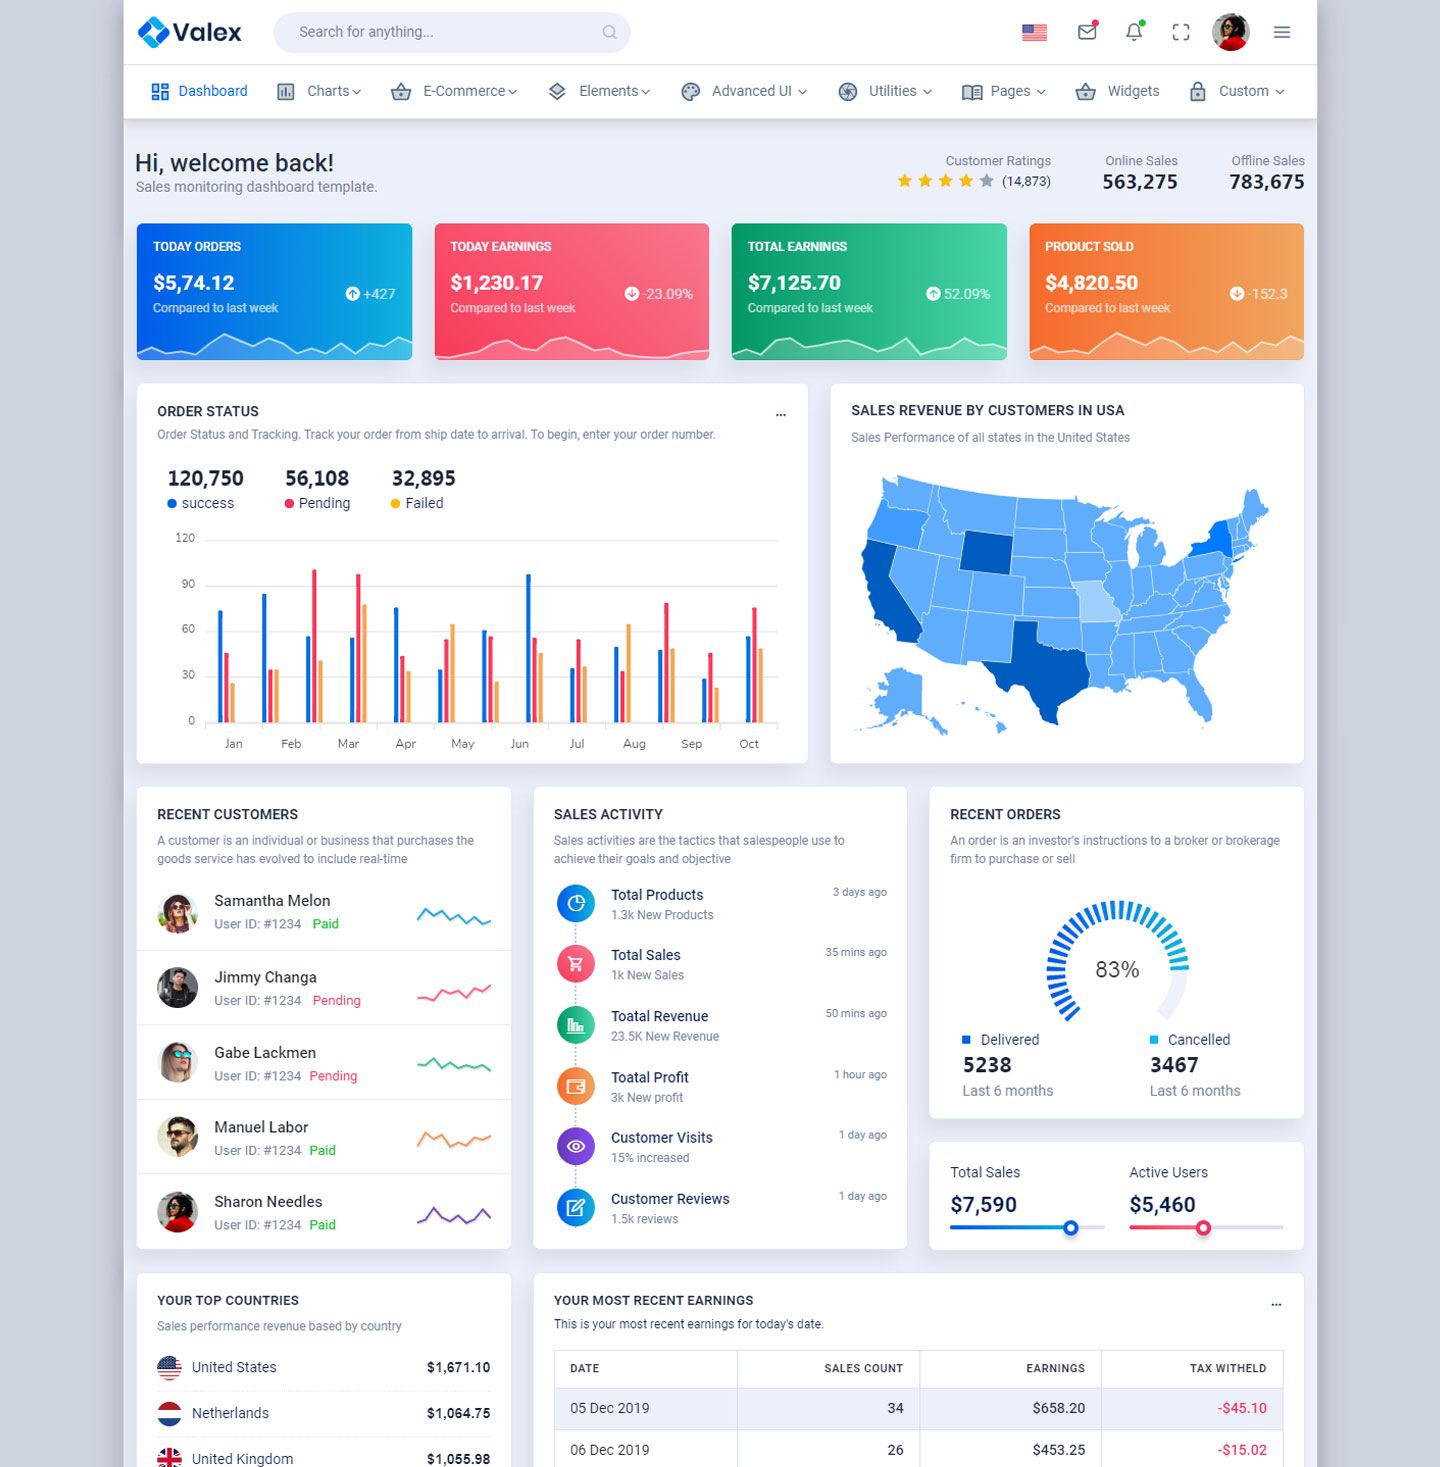 Valex
Search for anything...
Dashboard Charts E-Commerce Elements Advanced UI Utilities Pages Widgets Custom
Hi, welcome back!
Sales monitoring dashboard template.
Customer Ratings
(14,873)
Online Sales
563,275
Offline Sales
783,675
TODAY ORDERS
$5,74.12
Compared to last week
+427
TODAY EARNINGS
$1,230.17
Compared to last week
-23.09%
TOTAL EARNINGS
$7,125.70
Compared to last week
52.09%
PRODUCT SOLD
$4,820.50
Compared to last week
-152.3
ORDER STATUS
...
Order Status and Tracking. Track your order from ship date to arrival. To begin, enter your order number.
120,750
success
56,108
Pending
32,895
Failed
120
90
60
30
0
Jan Feb Mar Apr May Jun Jul Aug Sep Oct
SALES REVENUE BY CUSTOMERS IN USA
Sales Performance of all states in the United States
RECENT CUSTOMERS
A customer is an individual or business that purchases the
goods service has evolved to include real-time
Samantha Melon
User ID: #1234 Paid
Jimmy Changa
User ID: #1234 Pending
Gabe Lackmen
User ID: #1234 Pending
Manuel Labor
User ID: #1234 Paid
Sharon Needles
User ID: #1234 Paid
SALES ACTIVITY
Sales activities are the tactics that salespeople use to
achieve their goals and objective
Total Products 3 days ago
1.3k New Products
Total Sales 35 mins ago
1k New Sales
Toatal Revenue 50 mins ago
23.5K New Revenue
Toatal Profit 1 hour ago
3k New profit
Customer Visits 1 day ago
15% increased
Customer Reviews 1 day ago
1.5k reviews
RECENT ORDERS
An order is an investor's instructions to a broker or brokerage
firm to purchase or sell
83%
Delivered
5238
Last 6 months
Cancelled
3467
Last 6 months
Total Sales
$7,590
Active Users
$5,460
YOUR TOP COUNTRIES
Sales performance revenue based by country
United States $1,671.10
Netherlands $1,064.75
United Kingdom $1,055.98
YOUR MOST RECENT EARNINGS
...
This is your most recent earnings for today's date.
DATE SALES COUNT EARNINGS TAX WITHELD
05 Dec 2019 34 $658.20 -$45.10
06 Dec 2019 26 $453.25 -$15.02